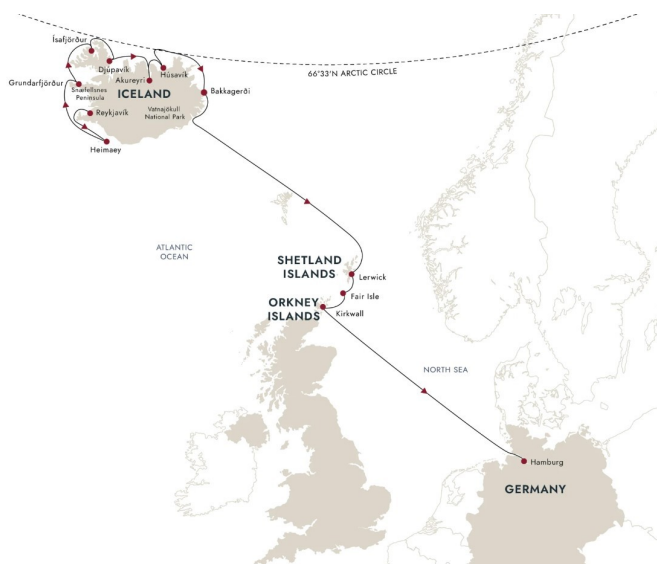 Ísafjörður
Djúpavík
66°33'N ARCTIC CIRCLE
Húsavík
Akureyri
Grundarfjörður
Snæfellsnes
Peninsula
ICELAND
Bakkagerði
Vatnajökull
National Park
Reykjavík
Heimaey
ATLANTIC
OCEAN
SHETLAND
ISLANDS
Lerwick
Fair Isle
ORKNEY
ISLANDS
Kirkwall
NORTH SEA
Hamburg
GERMANY